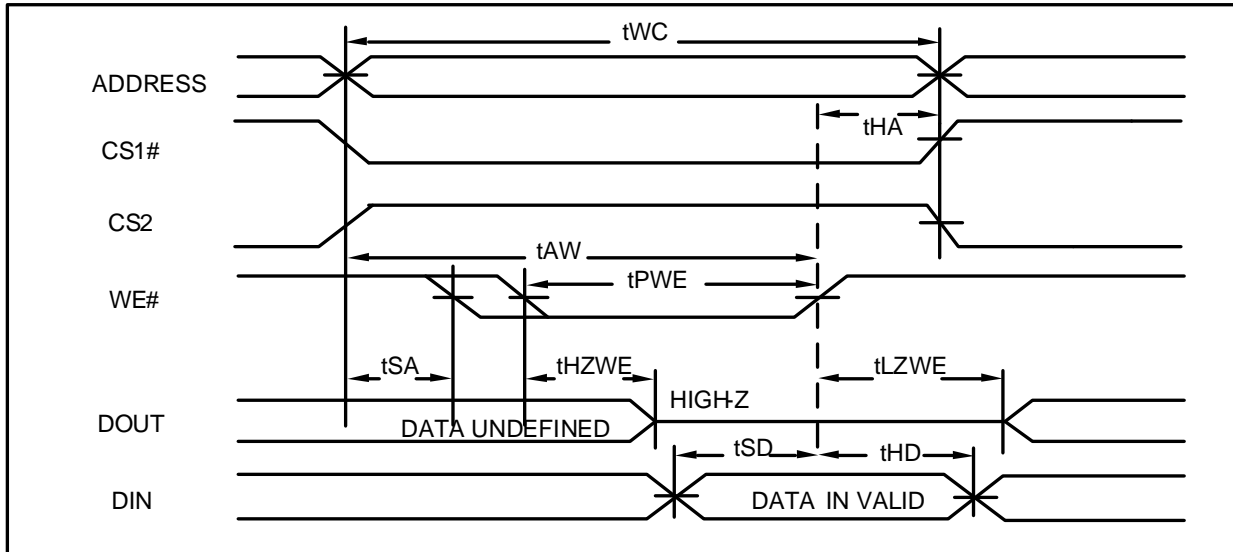 tWC
ADDRESS
tHA
CS1#
CS2
tAW
tPWE
WE#
tSA
tHZWE
tLZWE
HIGH-Z
DOUT
DATA UNDEFINED
tSD
tHD
DIN
DATA IN VALID